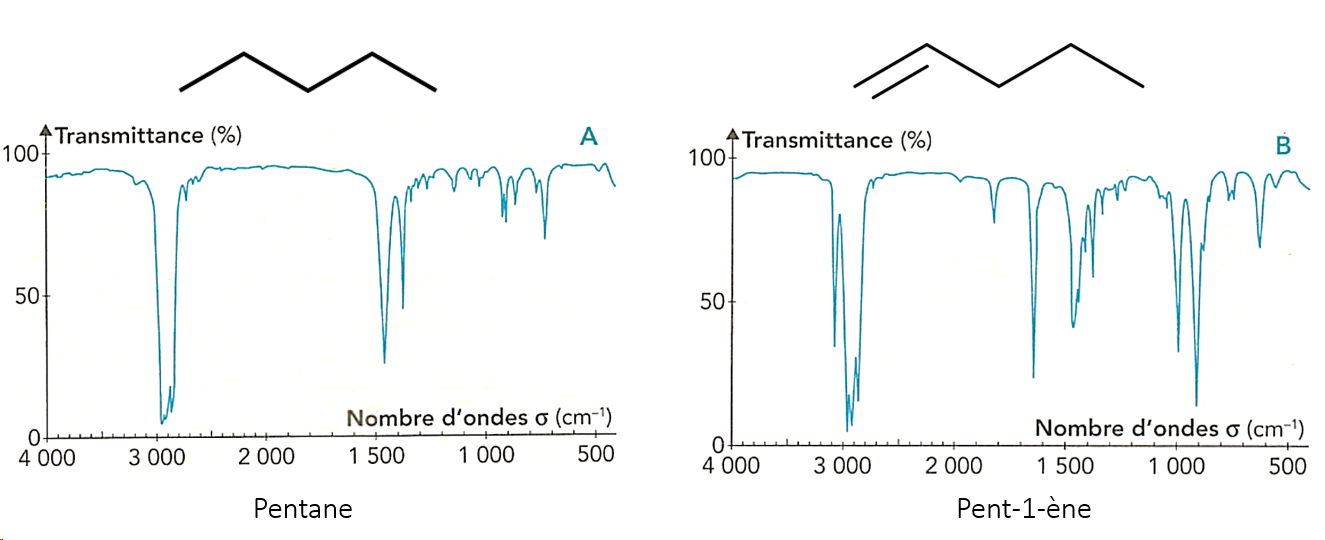 Transmittance (%)
A
100
50
0
Nombre d'ondes σ (cm⁻¹)
4 000 3 000 2 000 1 500 1 000 500
Pentane
Transmittance (%)
B
100
50
0
Nombre d'ondes σ (cm⁻¹)
4 000 3 000 2 000 1 500 1 000 500
Pent-1-ène